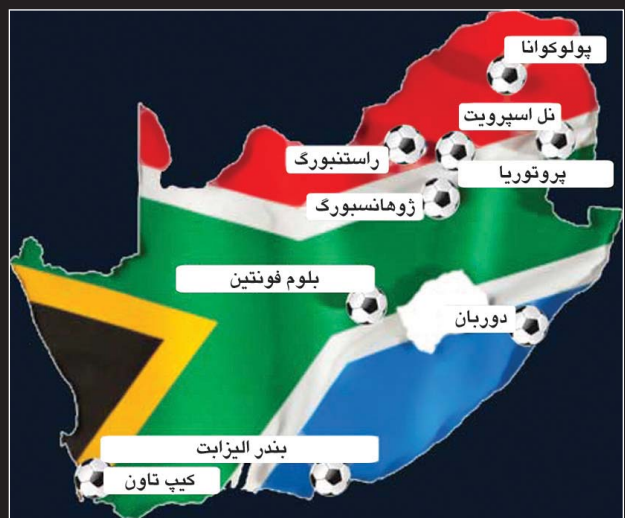 پولوکوانا
نل اسپرویت
راستنبورگ
پروتوریا
ژوهانسبورگ
بلوم فونتین
دوربان
بندر الیزابت
کیپ تاون